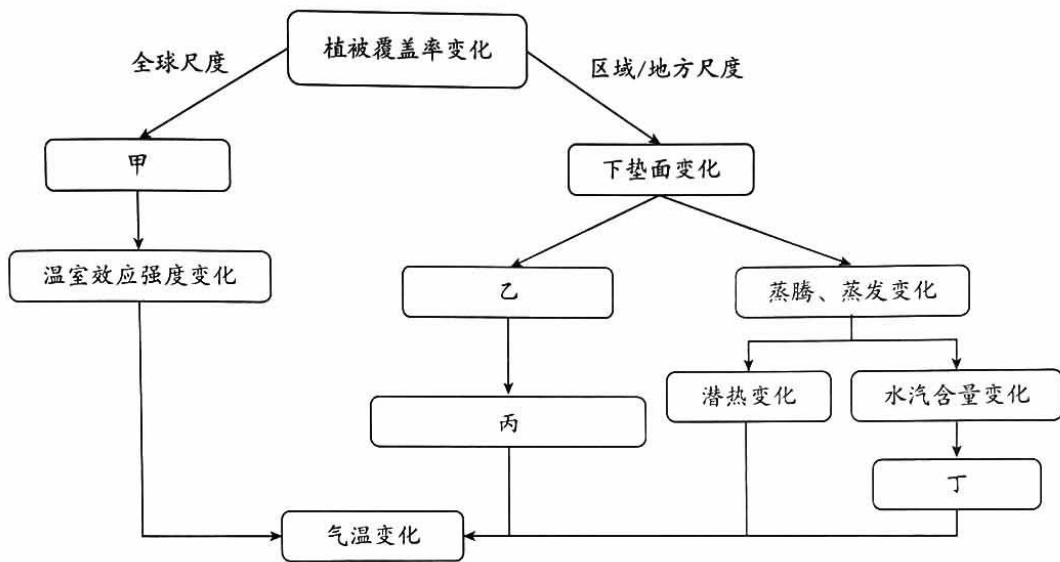 植被覆盖率变化
全球尺度
区域/地方尺度
甲
下垫面变化
温室效应强度变化
乙
蒸腾、蒸发变化
丙
潜热变化
水汽含量变化
丁
气温变化